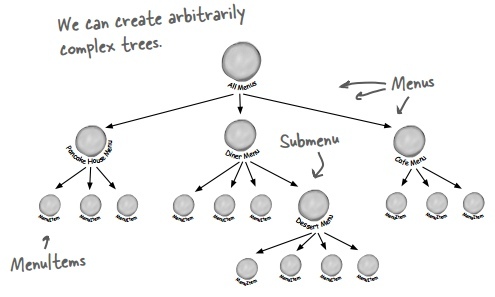 We can create arbitrarily
complex trees.
All Menus
Menus
Pancake House Menu
Diner Menu
Submenu
Café Menu
MenuItem
MenuItem
MenuItem
MenuItem
MenuItem
MenuItem
Dessert Menu
MenuItem
MenuItem
MenuItem
MenuItems
MenuItem
MenuItem
MenuItem
MenuItem